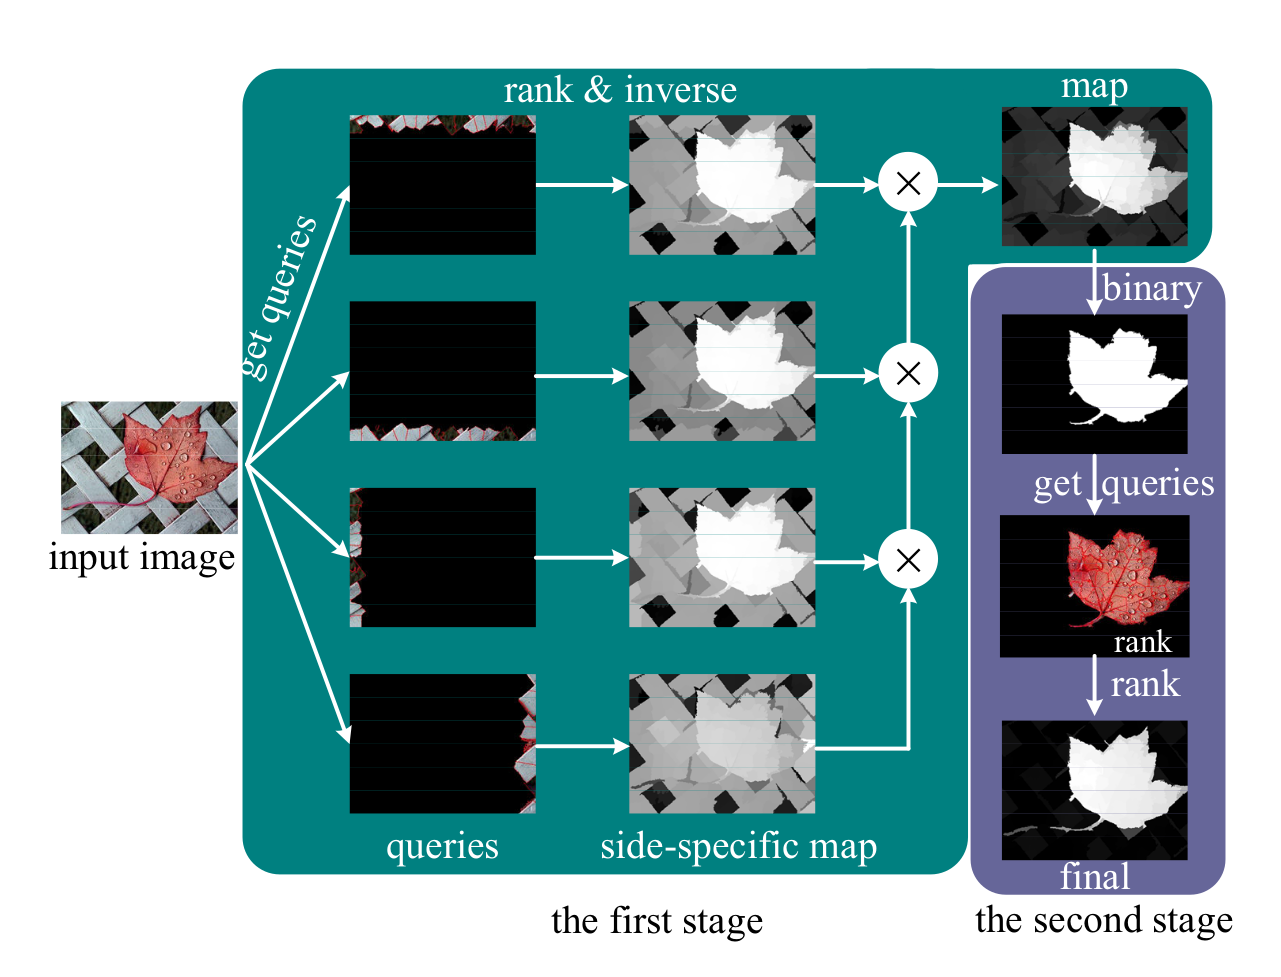 rank & inverse
map
get queries
binary
get queries
input image
rank
rank
queries
side-specific map
final
the first stage
the second stage